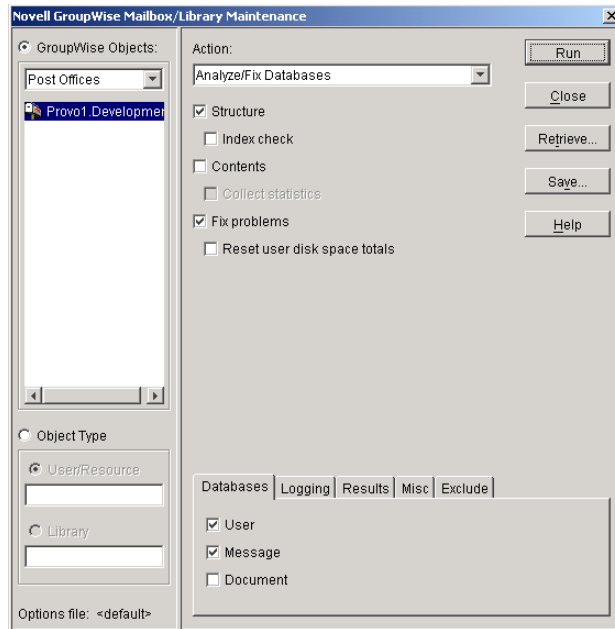 Novell GroupWise Mailbox/Library Maintenance
GroupWise Objects:
Post Offices
Provo1.Developmer
Object Type
User/Resource
Library
Options file: <default>
Action:
Analyze/Fix Databases
Structure
Index check
Contents
Collect statistics
Fix problems
Reset user disk space totals
Run
Close
Retrieve...
Save...
Help
Databases Logging Results Misc Exclude
User
Message
Document